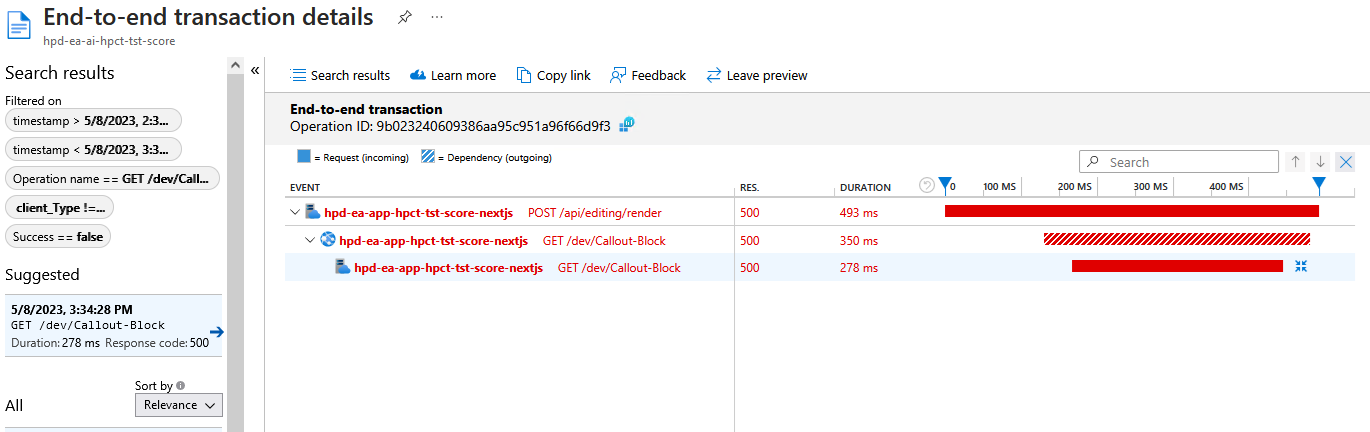 End-to-end transaction details
hpd-ea-ai-hpct-tst-score
Search results
Filtered on
timestamp > 5/8/2023, 2:3...
timestamp < 5/8/2023, 3:3...
Operation name == GET /dev/Call...
client_Type !=...
Success == false
Suggested
5/8/2023, 3:34:28 PM
GET /dev/Callout-Block
Duration: 278 ms Response code: 500
Sort by
All
Relevance
Search results Learn more Copy link Feedback Leave preview
End-to-end transaction
Operation ID: 9b023240609386aa95c951a96f66d9f3
= Request (incoming) = Dependency (outgoing)
Search
EVENT RES. DURATION 0 100 MS 200 MS 300 MS 400 MS
hpd-ea-app-hpct-tst-score-nextjs POST /api/editing/render 500 493 ms
hpd-ea-app-hpct-tst-score-nextjs GET /dev/Callout-Block 500 350 ms
hpd-ea-app-hpct-tst-score-nextjs GET /dev/Callout-Block 500 278 ms